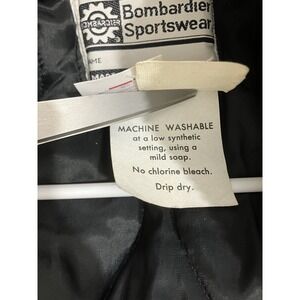 Bombardier
Sportswear
MACHINE WASHABLE
at a low synthetic
setting, using a
mild soap.
No chlorine bleach.
Drip dry.